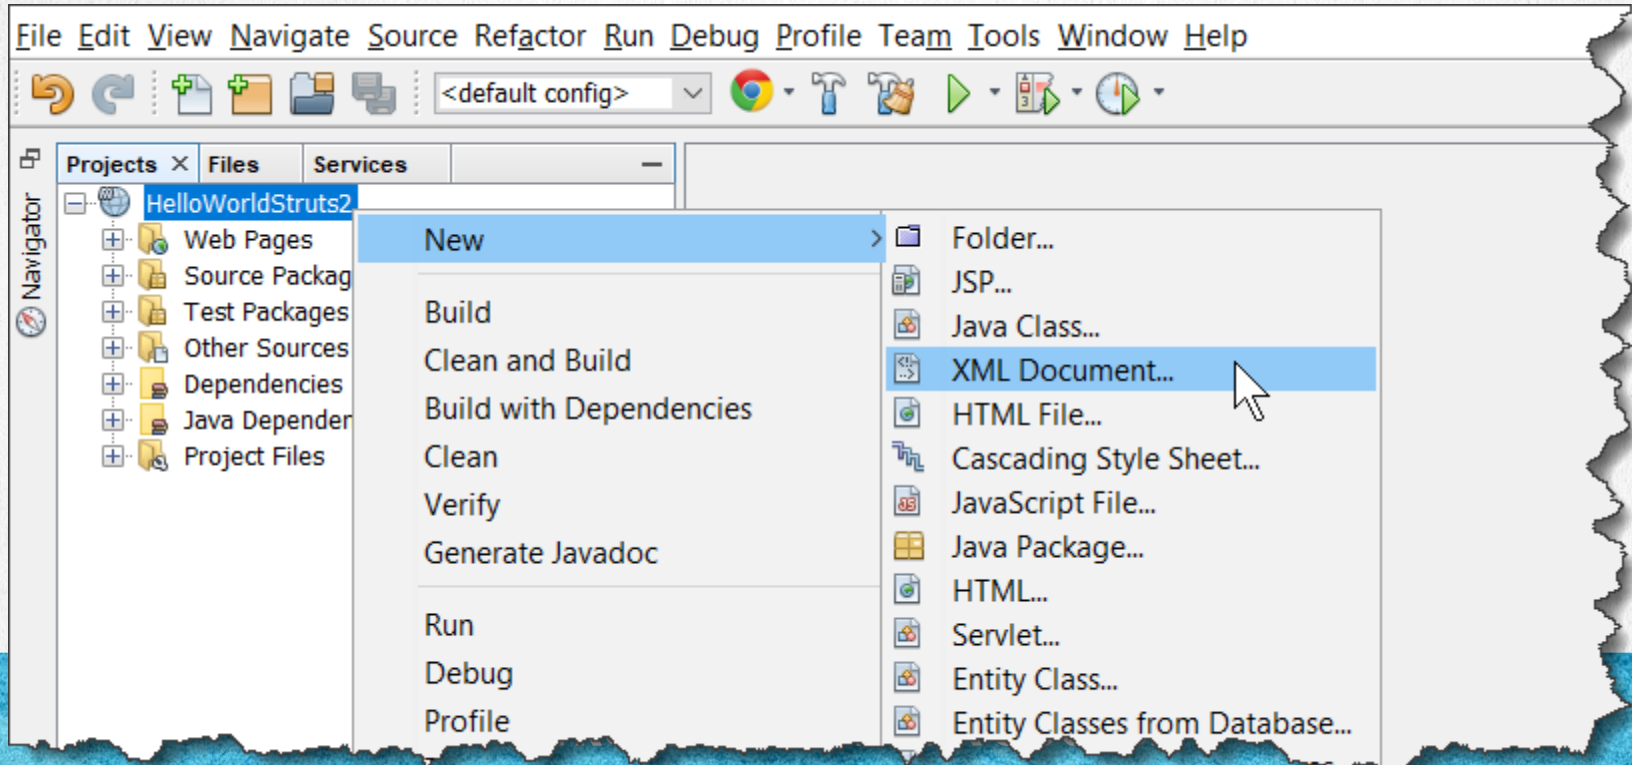 File Edit View Navigate Source Refactor Run Debug Profile Team Tools Window Help
<default config>
Projects Files Services
Navigator
HelloWorldStruts2
Web Pages
Source Packag
Test Packages
Other Sources
Dependencies
Java Depender
Project Files
New
Build
Clean and Build
Build with Dependencies
Clean
Verify
Generate Javadoc
Run
Debug
Profile
Folder...
JSP...
Java Class...
XML Document...
HTML File...
Cascading Style Sheet...
JavaScript File...
Java Package...
HTML...
Servlet...
Entity Class...
Entity Classes from Database...